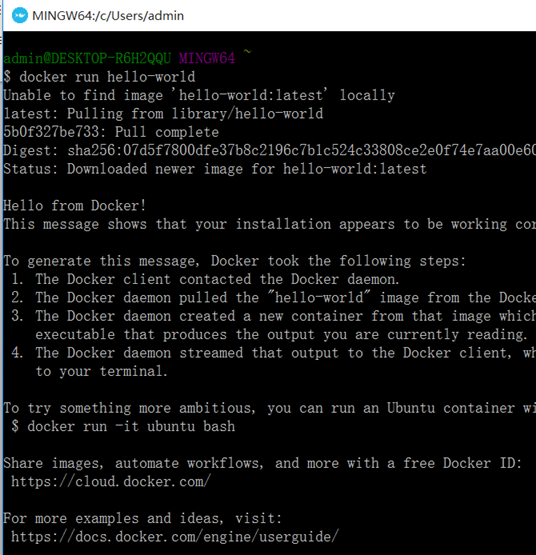 MINGW64:/c/Users/admin
admin@DESKTOP-R6H2QQU MINGW64 ~
$ docker run hello-world
Unable to find image 'hello-world:latest' locally
latest: Pulling from library/hello-world
5b0f327be733: Pull complete
Digest: sha256:07d5f7800dfe37b8c2196c7b1c524c33808ce2e0f74e7aa00e60
Status: Downloaded newer image for hello-world:latest
Hello from Docker!
This message shows that your installation appears to be working cor
To generate this message, Docker took the following steps:
1. The Docker client contacted the Docker daemon.
2. The Docker daemon pulled the "hello-world" image from the Docke
3. The Docker daemon created a new container from that image which
executable that produces the output you are currently reading.
4. The Docker daemon streamed that output to the Docker client, wh
to your terminal.
To try something more ambitious, you can run an Ubuntu container wi
$ docker run -it ubuntu bash
Share images, automate workflows, and more with a free Docker ID:
https://cloud.docker.com/
For more examples and ideas, visit:
https://docs.docker.com/engine/userguide/